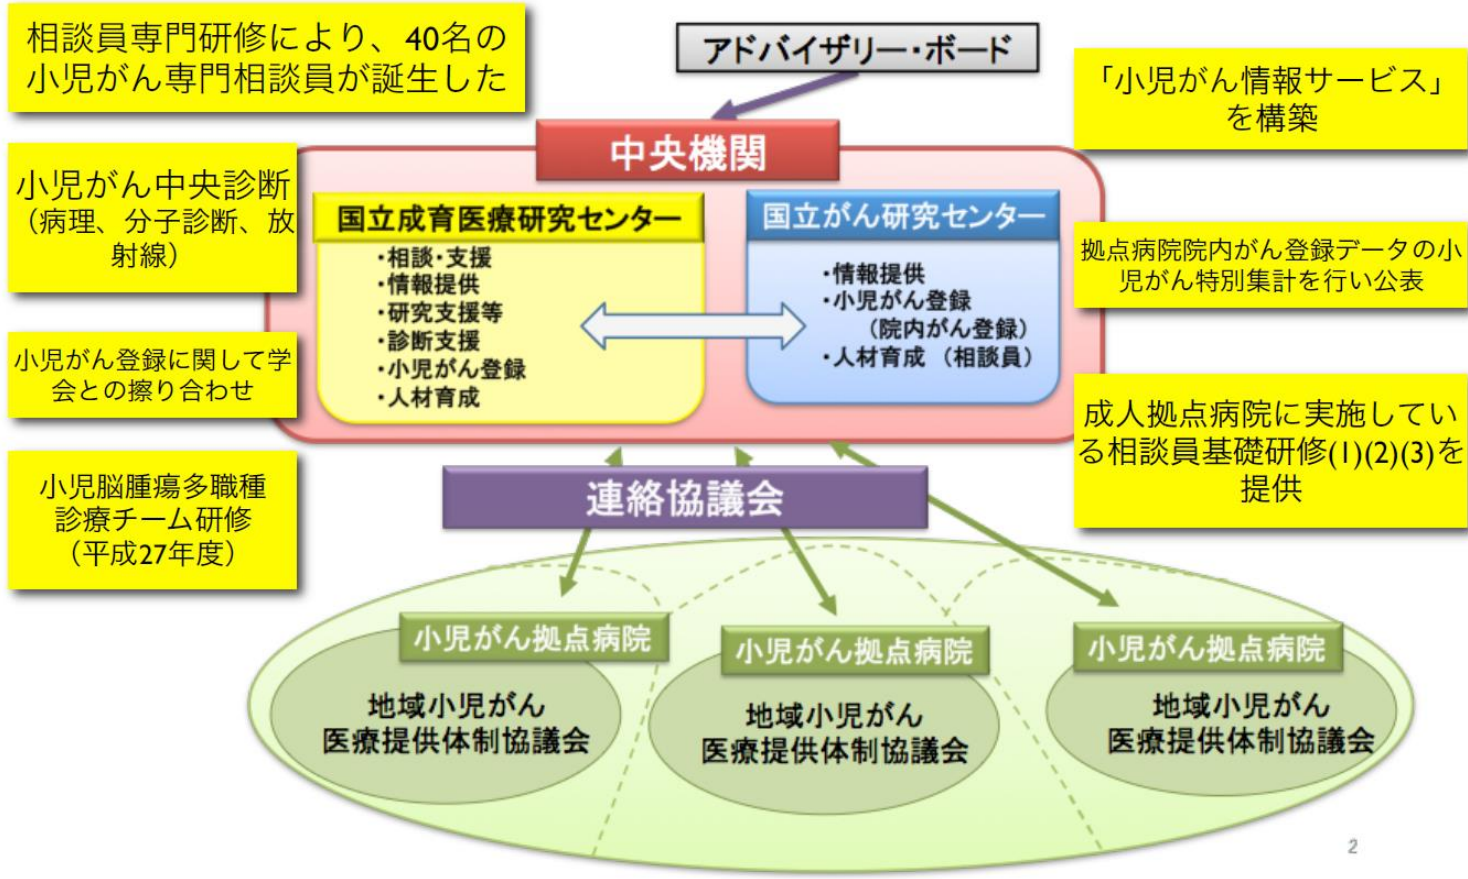 相談員専門研修により、40名の
小児がん専門相談員が誕生した
アドバイザリー・ボード
「小児がん情報サービス」
を構築
中央機関
小児がん中央診断
(病理、分子診断、放
射線)
国立成育医療研究センター
・相談・支援
・情報提供
・研究支援等
・診断支援
・小児がん登録
・人材育成
国立がん研究センター
・情報提供
・小児がん登録
(院内がん登録)
・人材育成 (相談員)
拠点病院院内がん登録データの小
児がん特別集計を行い公表
小児がん登録に関して学
会との擦り合わせ
成人拠点病院に実施してい
る相談員基礎研修(1)(2)(3)を
提供
小児脳腫瘍多職種
診療チーム研修
(平成27年度)
連絡協議会
小児がん拠点病院
地域小児がん
医療提供体制協議会
小児がん拠点病院
地域小児がん
医療提供体制協議会
小児がん拠点病院
地域小児がん
医療提供体制協議会
2